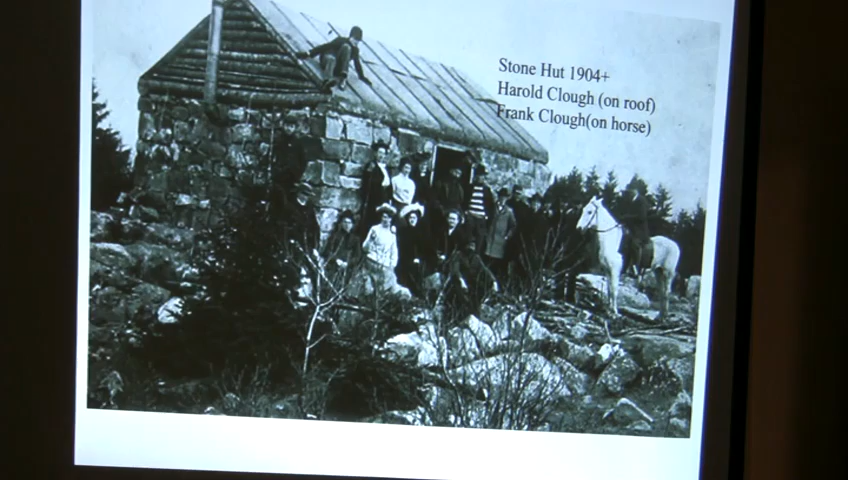 Stone Hut 1904+
Harold Clough (on roof)
Frank Clough(on horse)